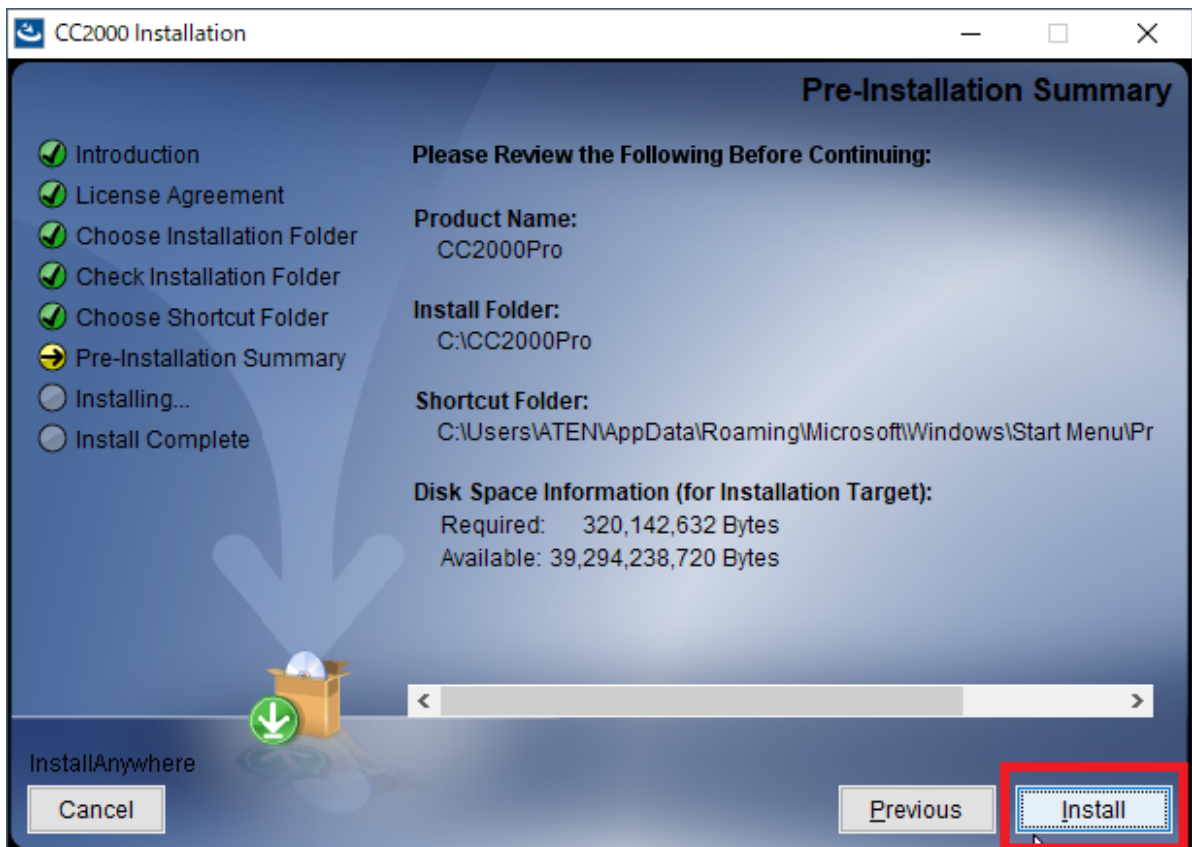 CC2000 Installation
Pre-Installation Summary
Introduction
License Agreement
Choose Installation Folder
Check Installation Folder
Choose Shortcut Folder
Pre-Installation Summary
Installing...
Install Complete
Please Review the Following Before Continuing:
Product Name:
CC2000Pro
Install Folder:
C:\CC2000Pro
Shortcut Folder:
C:\Users\ATEN\AppData\Roaming\Microsoft\Windows\Start Menu\Pr
Disk Space Information (for Installation Target):
Required: 320,142,632 Bytes
Available: 39,294,238,720 Bytes
InstallAnywhere
Cancel
Previous
Install